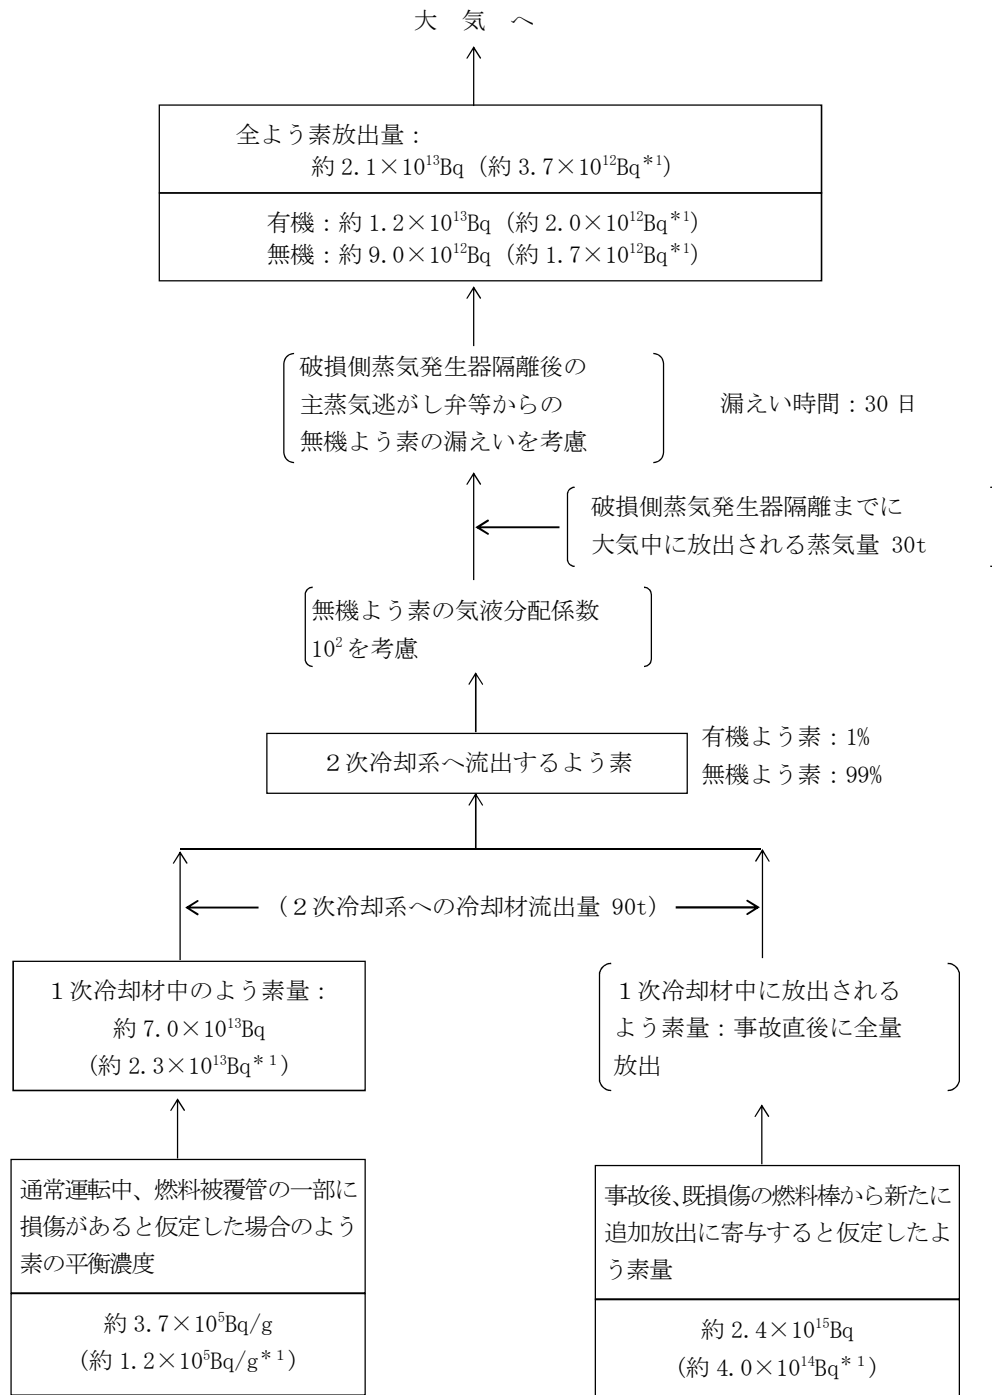 大 気 へ
全よう素放出量：
約 2.1×10¹³Bq（約 3.7×10¹²Bq*¹）
有機：約 1.2×10¹³Bq（約 2.0×10¹²Bq*¹）
無機：約 9.0×10¹²Bq（約 1.7×10¹²Bq*¹）
破損側蒸気発生器隔離後の
主蒸気逃がし弁等からの
無機よう素の漏えいを考慮
漏えい時間：30 日
破損側蒸気発生器隔離までに
大気中に放出される蒸気量 30t
無機よう素の気液分配係数
10²を考慮
２次冷却系へ流出するよう素
有機よう素：1%
無機よう素：99%
（２次冷却系への冷却材流出量 90t）
１次冷却材中のよう素量：
約 7.0×10¹³Bq
（約 2.3×10¹³Bq*¹）
１次冷却材中に放出される
よう素量：事故直後に全量
放出
通常運転中、燃料被覆管の一部に
損傷があると仮定した場合のよう
素の平衡濃度
約 3.7×10⁵Bq/g
（約 1.2×10⁵Bq/g*¹）
事故後、既損傷の燃料棒から新たに
追加放出に寄与すると仮定したよ
う素量
約 2.4×10¹⁵Bq
（約 4.0×10¹⁴Bq*¹）